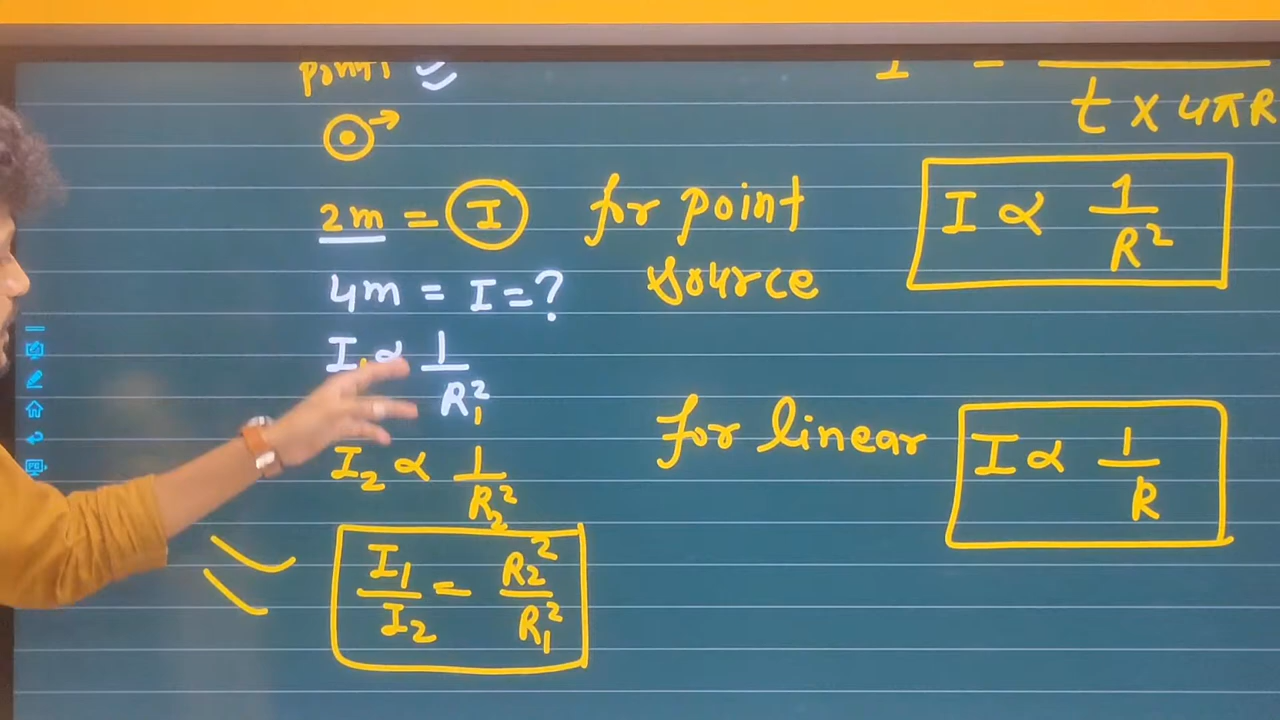 point
I =
t × 4πR
2m = I for point
source
I ∝ 1/R²
4m = I = ?
I₁ ∝ 1/R₁²
for linear I ∝ 1/R
I₂ ∝ 1/R₂²
I₁/I₂ = R₂²/R₁²